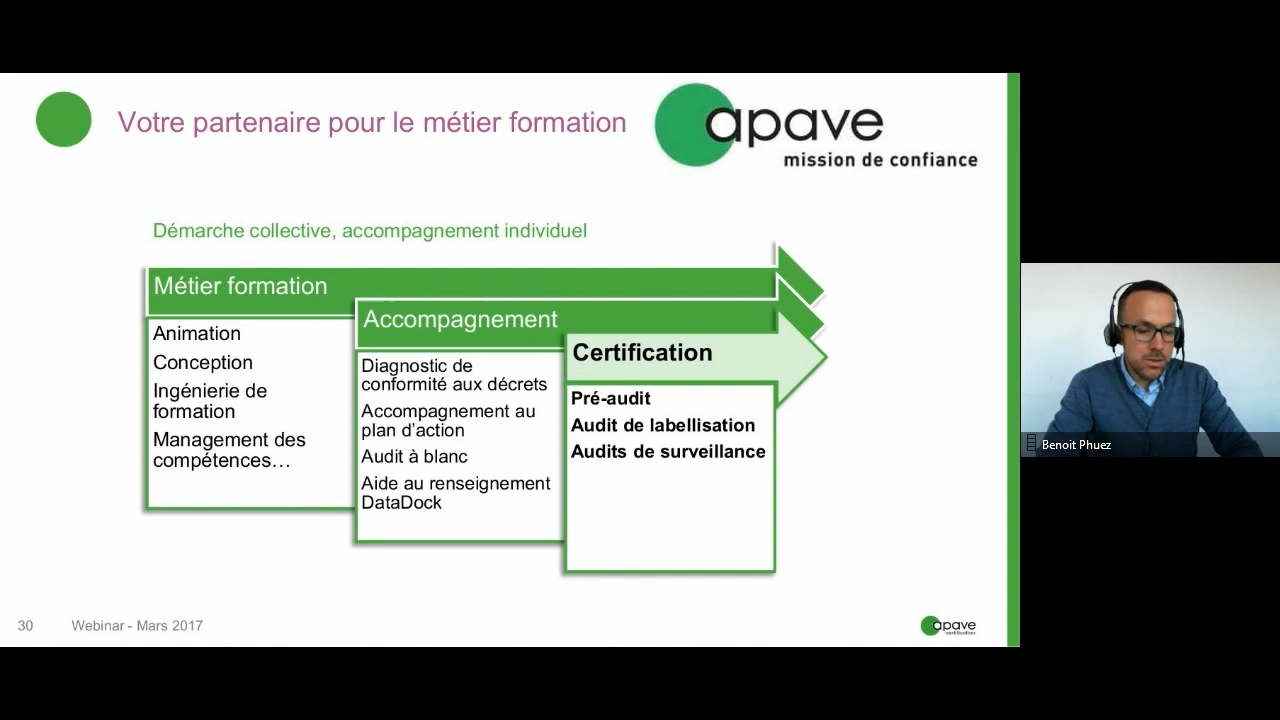 Votre partenaire pour le métier formation
apave
mission de confiance
Démarche collective, accompagnement individuel
Métier formation
Animation
Conception
Ingénierie de
formation
Management des
compétences…
Accompagnement
Diagnostic de
conformité aux décrets
Accompagnement au
plan d’action
Audit à blanc
Aide au renseignement
DataDock
Certification
Pré-audit
Audit de labellisation
Audits de surveillance
Benoit Phuez
30
Webinar - Mars 2017
apave
certification